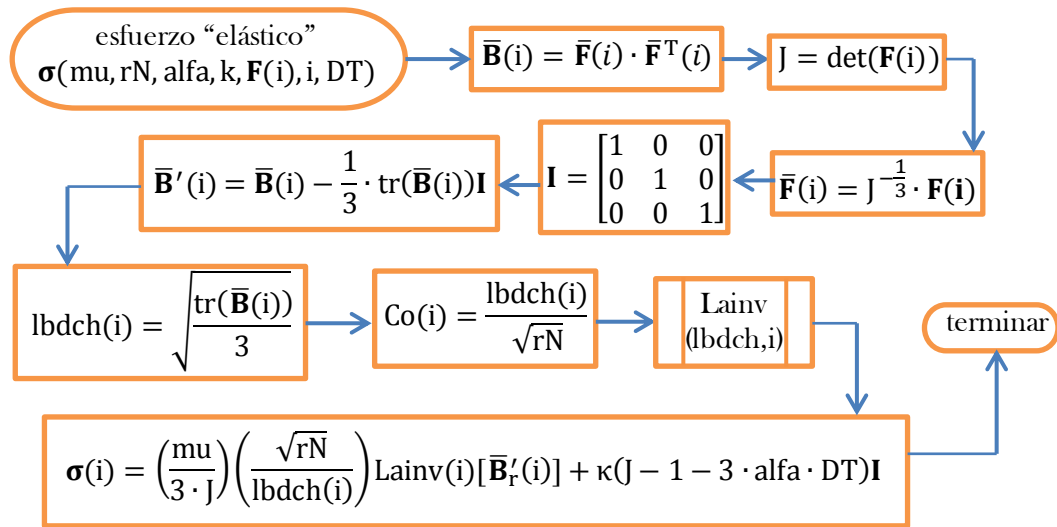 esfuerzo “elástico”
𝛔(mu, rN, alfa, k, 𝐅(i), i, DT)
𝐁̅(i) = 𝐅̅(𝑖) · 𝐅̅ᵀ(𝑖)
J = det(𝐅(i))
𝐅̅(i) = J^(−1/3) · 𝐅(𝐢)
𝐈 = [1 0 0
0 1 0
0 0 1]
𝐁̅′(i) = 𝐁̅(i) − 1/3 · tr(𝐁̅(i))𝐈
lbdch(i) = √(tr(𝐁̅(i))/3)
Co(i) = lbdch(i)/√rN
Lainv
(lbdch,i)
terminar
𝛔(i) = (mu/(3 · J)) (√rN/lbdch(i)) Lainv(i)[𝐁̅ᵣ′(i)] + κ(J − 1 − 3 · alfa · DT)𝐈